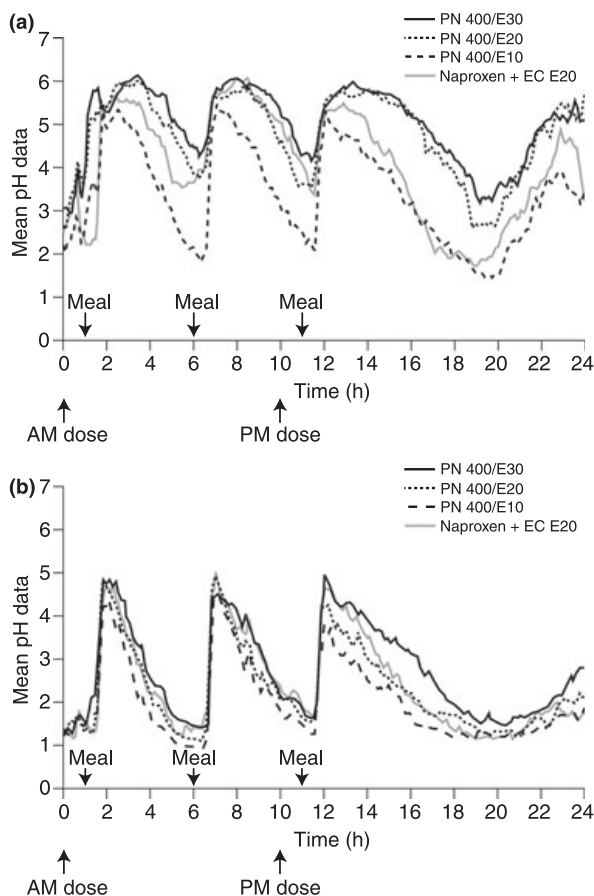 (a)
PN 400/E30
PN 400/E20
PN 400/E10
Naproxen + EC E20
7
6
5
4
3
2
1
0
Mean pH data
Meal Meal Meal
0 2 4 6 8 10 12 14 16 18 20 22 24
Time (h)
AM dose PM dose
(b)
PN 400/E30
PN 400/E20
PN 400/E10
Naproxen + EC E20
7
6
5
4
3
2
1
0
Mean pH data
Meal Meal Meal
0 2 4 6 8 10 12 14 16 18 20 22 24
Time (h)
AM dose PM dose